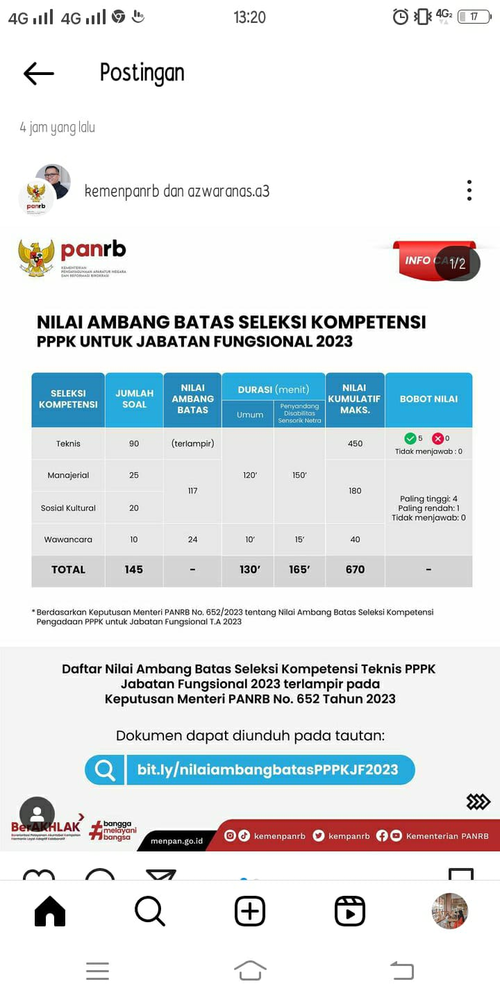 4G 4G 13:20 4G2 17
Postingan
4 jam yang lalu
panrb
kemenpanrb dan azwaranas.a3
panrb
KEMENTERIAN
PENDAYAGUNAAN APARATUR NEGARA
DAN REFORMASI BIROKRASI
INFO 1/2
NILAI AMBANG BATAS SELEKSI KOMPETENSI
PPPK UNTUK JABATAN FUNGSIONAL 2023
SELEKSI KOMPETENSI JUMLAH SOAL NILAI AMBANG BATAS DURASI (menit) NILAI KUMULATIF MAKS. BOBOT NILAI
Umum Penyandang Disabilitas Sensorik Netra
Teknis 90 (terlampir) 450 5 0
Tidak menjawab : 0
Manajerial 25 120’ 150’
117 180
Sosial Kultural 20
Paling tinggi: 4
Paling rendah: 1
Tidak menjawab: 0
Wawancara 10 24 10’ 15’ 40
TOTAL 145 - 130’ 165’ 670 -
* Berdasarkan Keputusan Menteri PANRB No. 652/2023 tentang Nilai Ambang Batas Seleksi Kompetensi
Pengadaan PPPK untuk Jabatan Fungsional T.A 2023
Daftar Nilai Ambang Batas Seleksi Kompetensi Teknis PPPK
Jabatan Fungsional 2023 terlampir pada
Keputusan Menteri PANRB No. 652 Tahun 2023
Dokumen dapat diunduh pada tautan:
bit.ly/nilaiambangbatasPPPKJF2023
BerAKHLAK
Berorientasi Pelayanan Akuntabel Kompeten
Harmonis Loyal Adaptif Kolaboratif
# bangga
melayani
bangsa
menpan.go.id
kemenpanrb kempanrb Kementerian PANRB